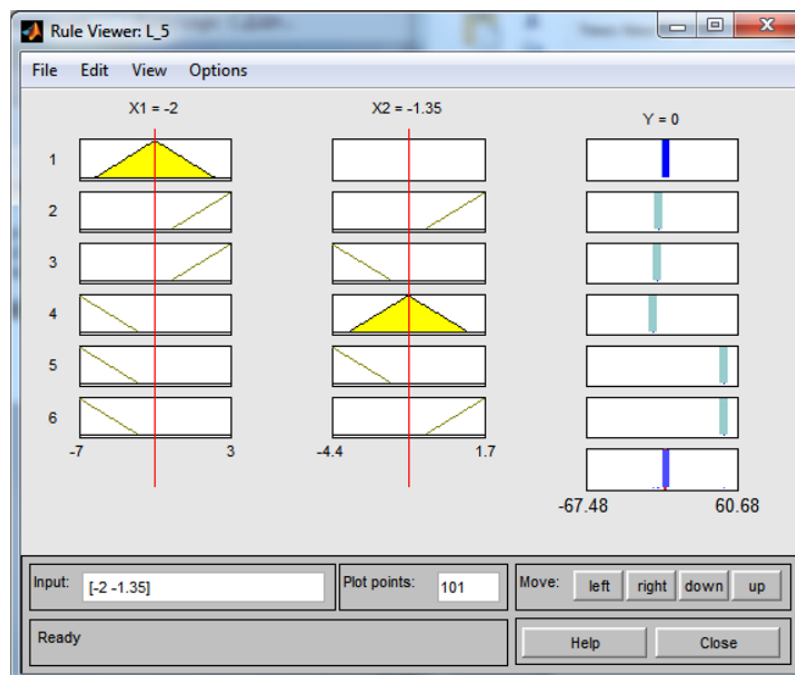 Rule Viewer: L_5
File Edit View Options
X1 = -2 X2 = -1.35 Y = 0
1
2
3
4
5
6
-7 3 -4.4 1.7
-67.48 60.68
Input: [-2 -1.35] Plot points: 101 Move: left right down up
Ready Help Close